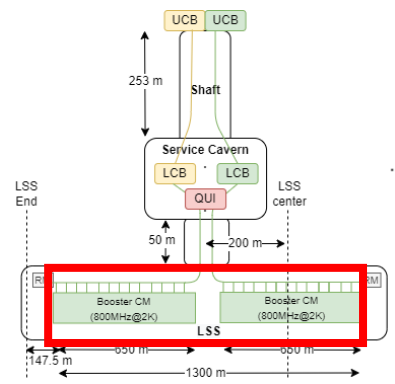 UCB UCB
253 m
Shaft
Service Cavern
LCB LCB
LSS
End
LSS
center
QUI
50 m
200 m
RM RM
Booster CM
(800MHz@2K)
Booster CM
(800MHz@2K)
LSS
650 m 650 m
147.5 m
1300 m